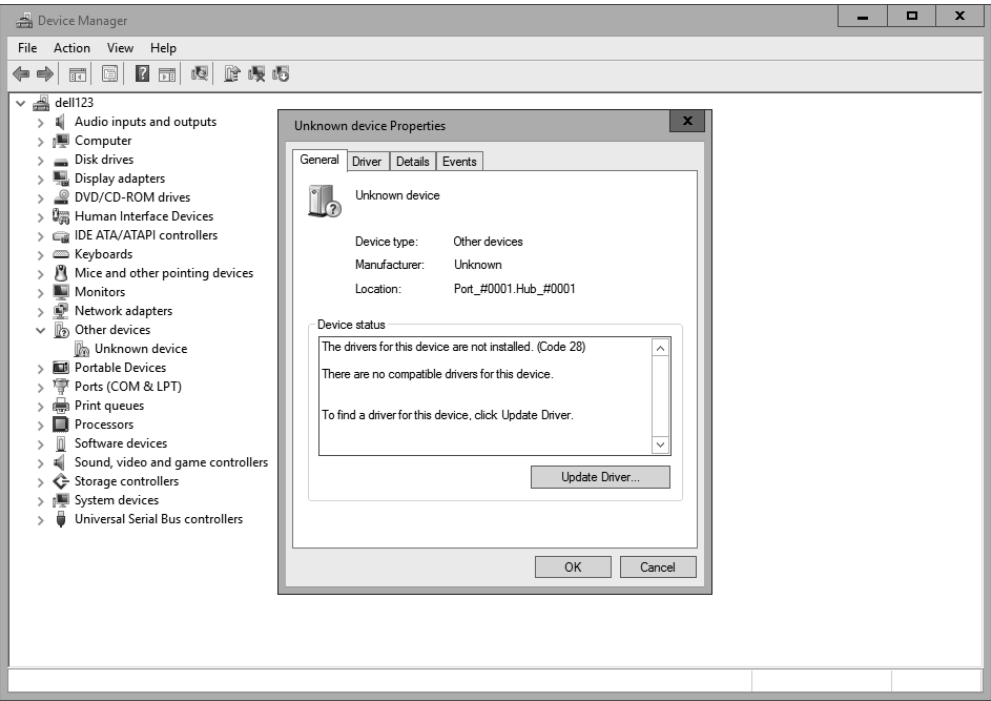 Device Manager
File Action View Help
dell123
Audio inputs and outputs
Computer
Disk drives
Display adapters
DVD/CD-ROM drives
Human Interface Devices
IDE ATA/ATAPI controllers
Keyboards
Mice and other pointing devices
Monitors
Network adapters
Other devices
Unknown device
Portable Devices
Ports (COM & LPT)
Print queues
Processors
Software devices
Sound, video and game controllers
Storage controllers
System devices
Universal Serial Bus controllers
Unknown device Properties
General Driver Details Events
Unknown device
Device type: Other devices
Manufacturer: Unknown
Location: Port_#0001.Hub_#0001
Device status
The drivers for this device are not installed. (Code 28)
There are no compatible drivers for this device.
To find a driver for this device, click Update Driver.
Update Driver...
OK Cancel